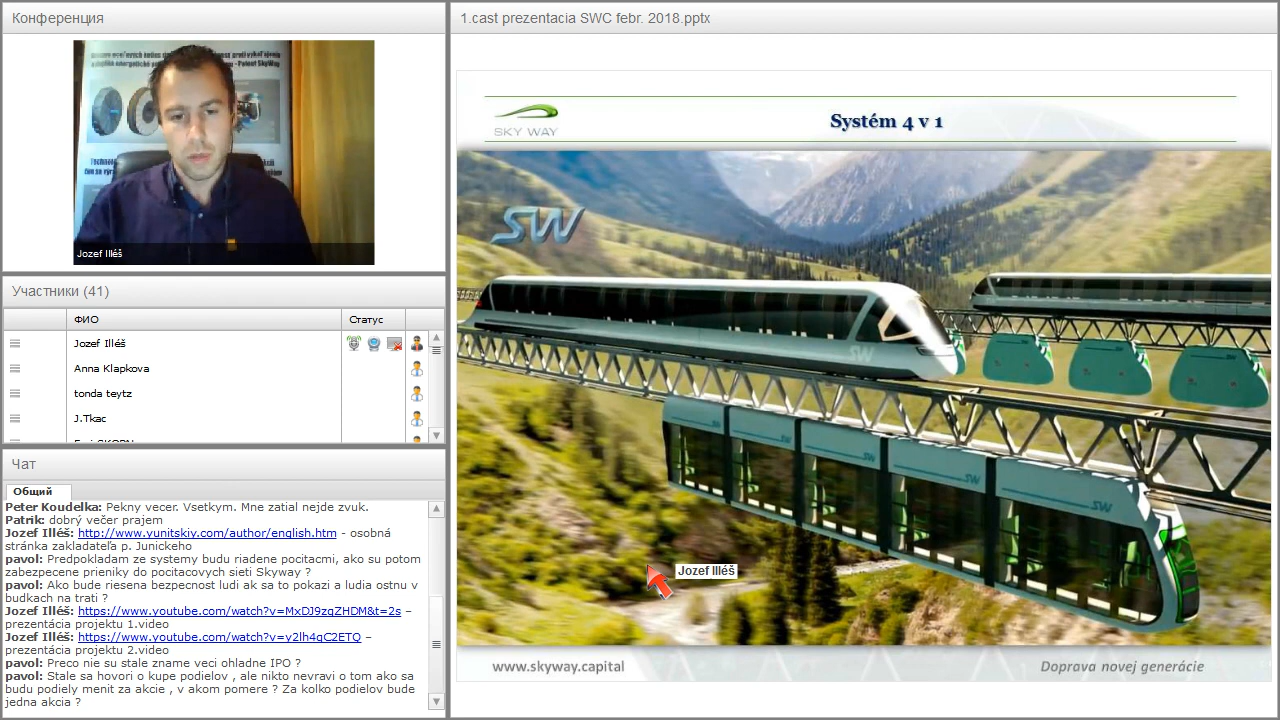 Конференция
Jozef Illéš
Участники (41)
ФИО
Статус
Jozef Illéš
Anna Klapkova
tonda teytz
J.Tkac
Чат
Общий
Peter Koudelka: Pekny vecer. Vsetkym. Mne zatial nejde zvuk.
Patrik: dobrý večer prajem
Jozef Illéš: http://www.yunitskiy.com/author/english.htm - osobná
stránka zakladateľa p. Junickeho
pavol: Predpokladam ze systemy budu riadene pocitacmi, ako su potom
zabezpecene prieniky do pocitacovych sieti Skyway ?
pavol: Ako bude riesena bezpecnost ludi ak sa to pokazi a ludia ostnu v
budkach na trati ?
Jozef Illéš: https://www.youtube.com/watch?v=MxDJ9zqZHDM&t=2s –
prezentácia projektu 1.video
Jozef Illéš: https://www.youtube.com/watch?v=y2lh4gC2ETQ –
prezentácia projektu 2.video
pavol: Preco nie su stale zname veci ohladne IPO ?
pavol: Stale sa hovori o kupe podielov , ale nikto nevravi o tom ako sa
budu podiely menit za akcie , v akom pomere ? Za kolko podielov bude
jedna akcia ?
1.cast prezentacia SWC febr. 2018.pptx
SKY WAY
Systém 4 v 1
SW
SW
SW
SW
SW
SW
SW
Jozef Illéš
www.skyway.capital
Doprava novej generácie